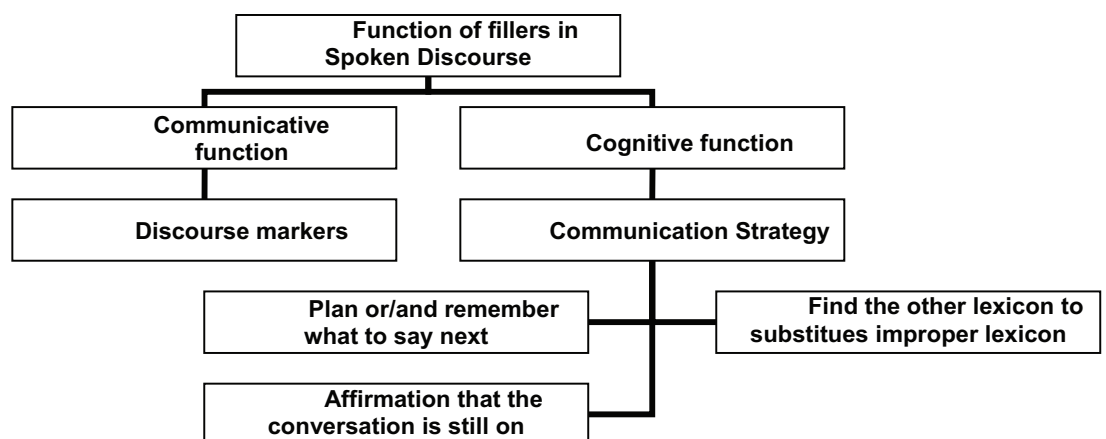 Function of fillers in
Spoken Discourse
Communicative
function
Cognitive function
Discourse markers
Communication Strategy
Plan or/and remember
what to say next
Find the other lexicon to
substitues improper lexicon
Affirmation that the
conversation is still on